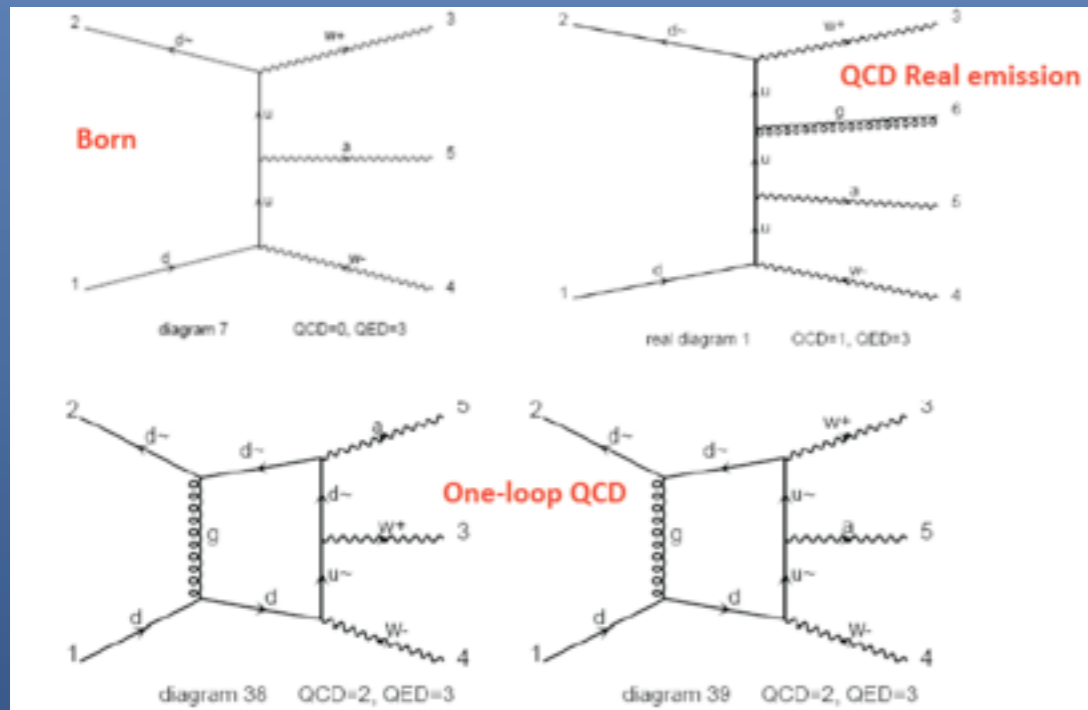 2
d~
w+
3
u
Born
a
5
u
d
w-
1
4
diagram 7 QCD=0, QED=3
2
d~
w+
3
QCD Real emission
u
g
6
u
a
5
u
d
w-
1
4
real diagram 1 QCD=1, QED=3
2
a
5
d~
d~
d~
One-loop QCD
g
w+
3
u~
d
d
w-
1
4
diagram 38 QCD=2, QED=3
2
w+
3
d~
d~
u~
g
a
5
u~
d
d
w-
1
4
diagram 39 QCD=2, QED=3